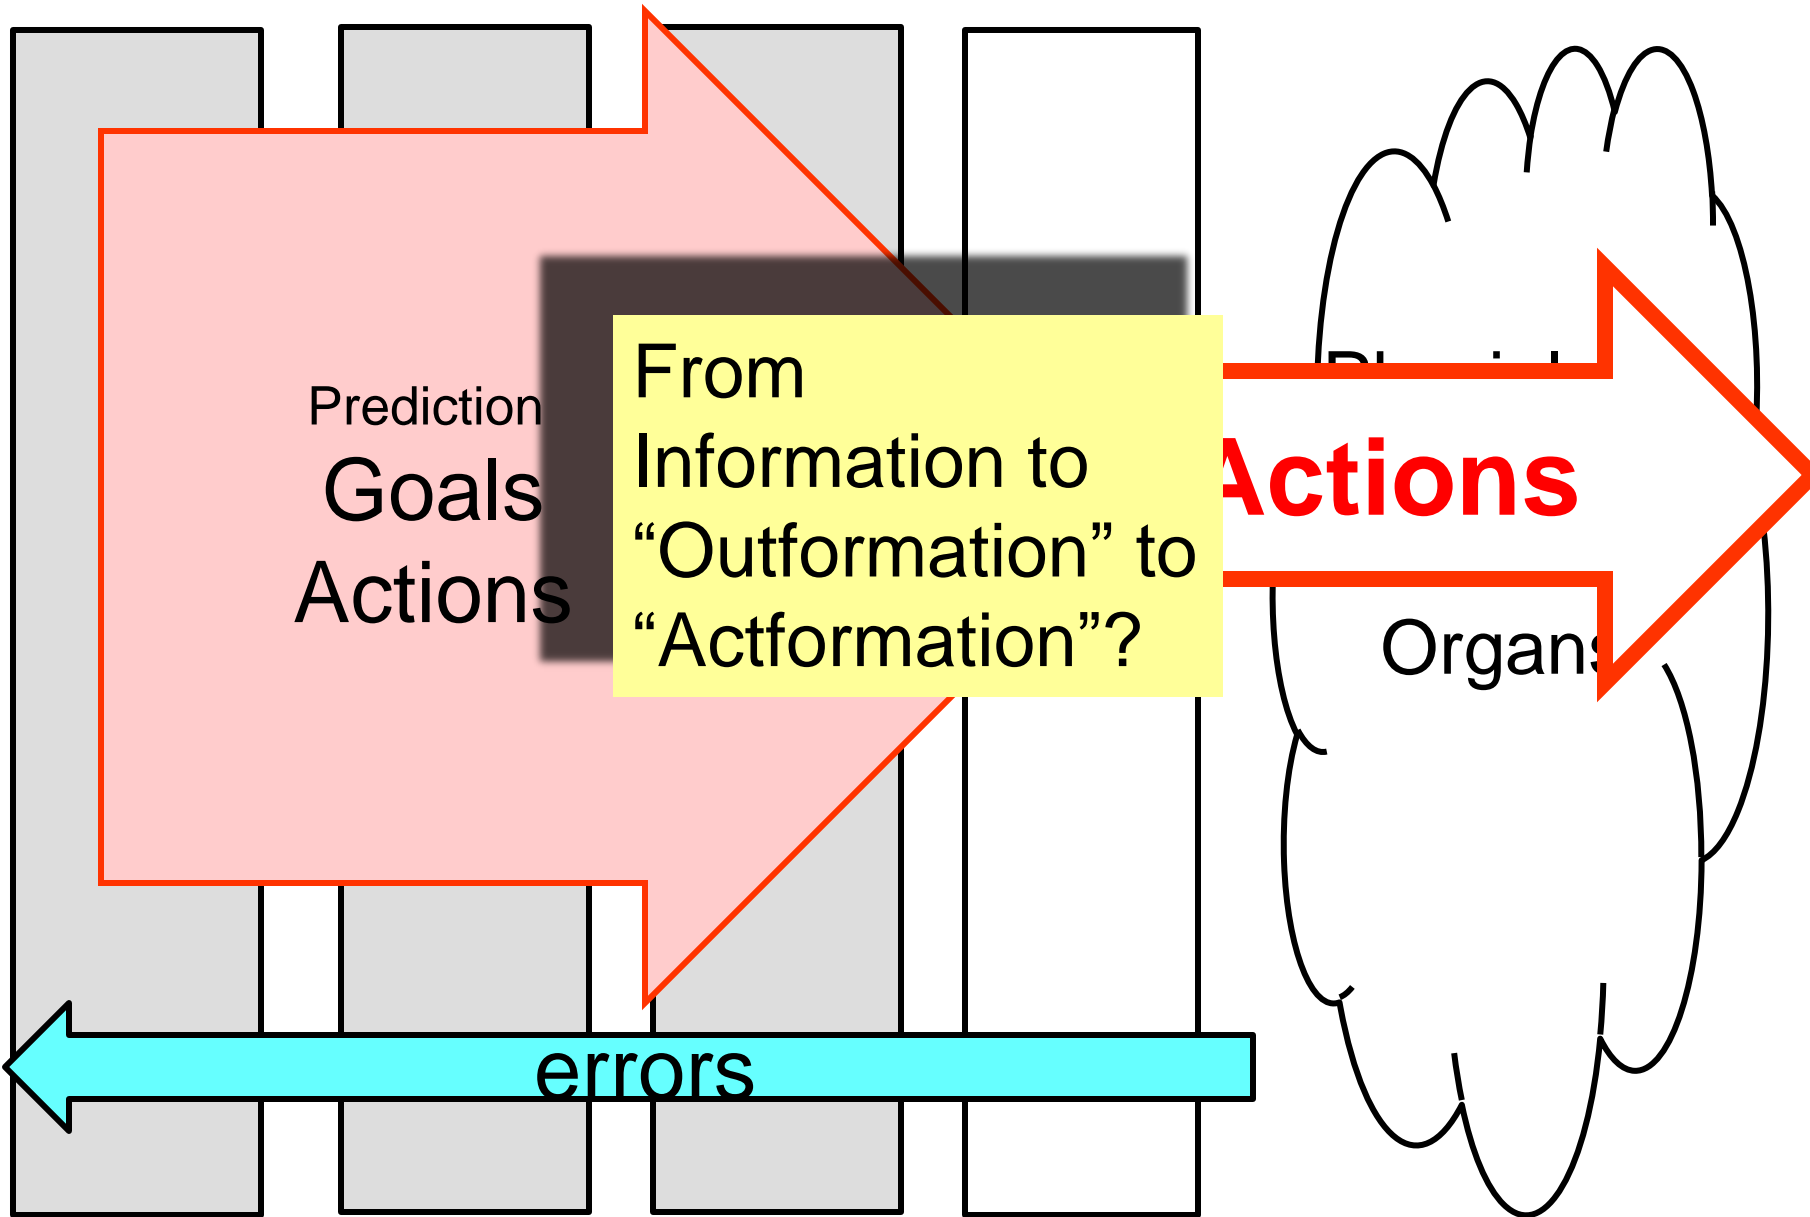 Prediction
Goals
Actions
From
Information to
“Outformation” to
“Actformation”?
Actions
Organs
errors